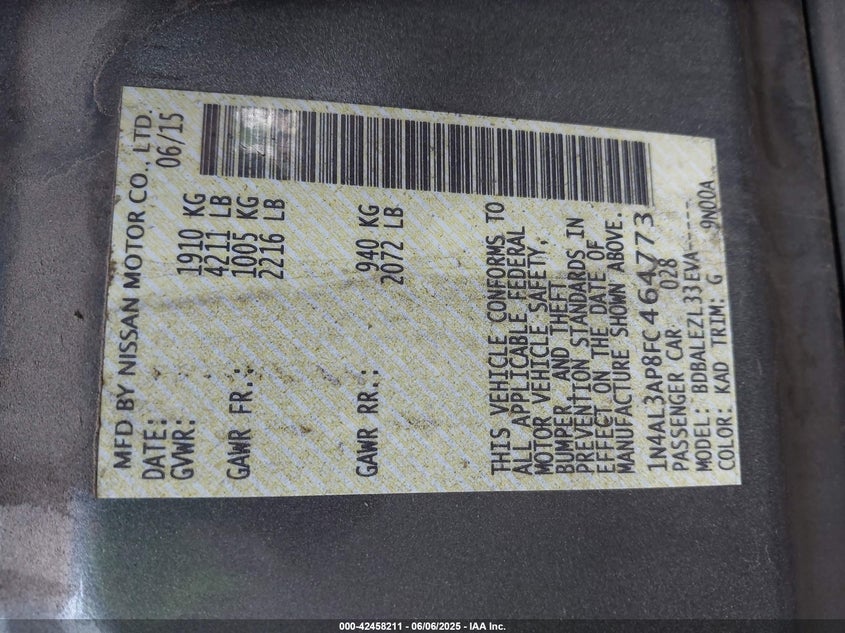 MFD BY NISSAN MOTOR CO., LTD.
DATE: 06/15
GVWR: 1910 KG
4211 LB
GAWR FR.: 1005 KG
2216 LB
GAWR RR.: 940 KG
2072 LB
THIS VEHICLE CONFORMS TO
ALL APPLICABLE FEDERAL
MOTOR VEHICLE SAFETY,
BUMPER AND THEFT
PREVENTION STANDARDS IN
EFFECT ON THE DATE OF
MANUFACTURE SHOWN ABOVE.
1N4AL3AP8FC464773
PASSENGER CAR 028
MODEL: BDBALEZL33EVA-----
COLOR: KAD TRIM: G 9N00A
000-42458211 - 06/06/2025 - IAA Inc.